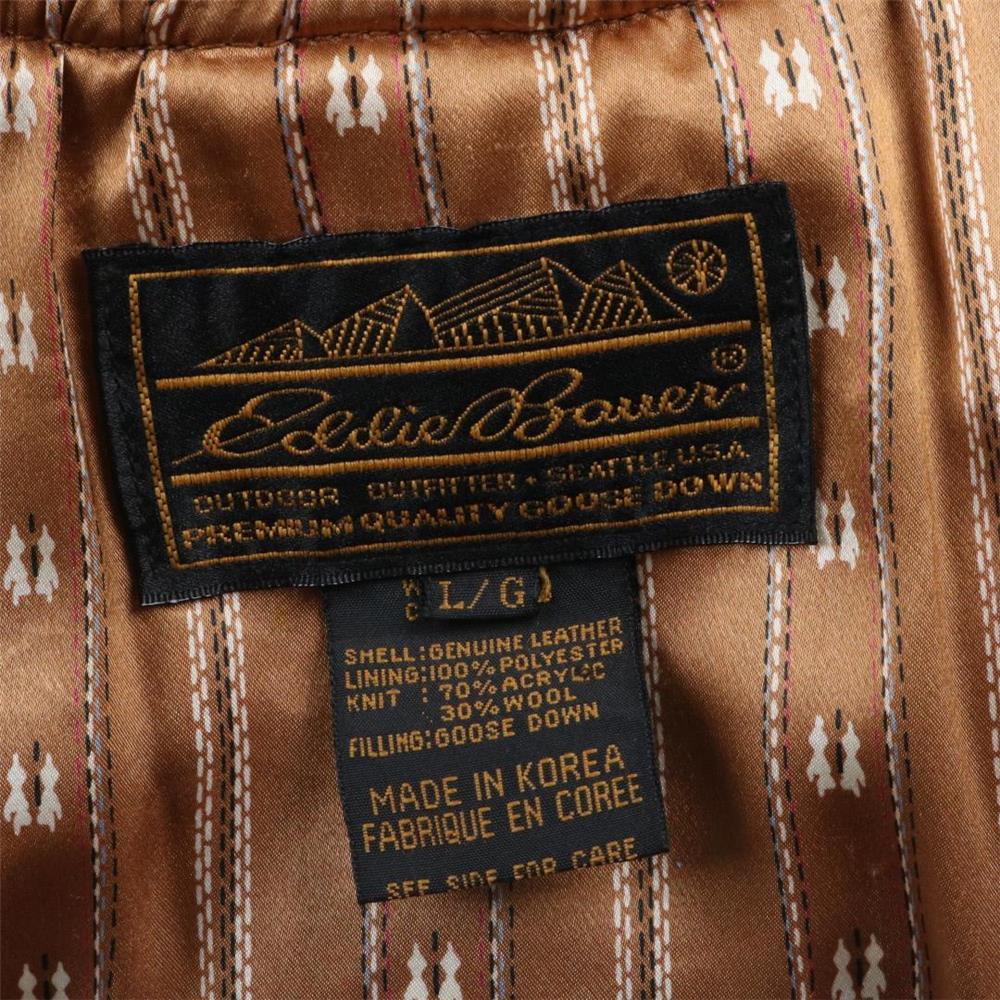 Eddie Bauer®
OUTDOOR OUTFITTER • SEATTLE, U.S.A
PREMIUM QUALITY GOOSE DOWN
L/G
SHELL:GENUINE LEATHER
LINING:100% POLYESTER
KNIT : 70% ACRYLIC
30% WOOL
FILLING:GOOSE DOWN
MADE IN KOREA
FABRIQUE EN COREE
SEE SIDE FOR CARE